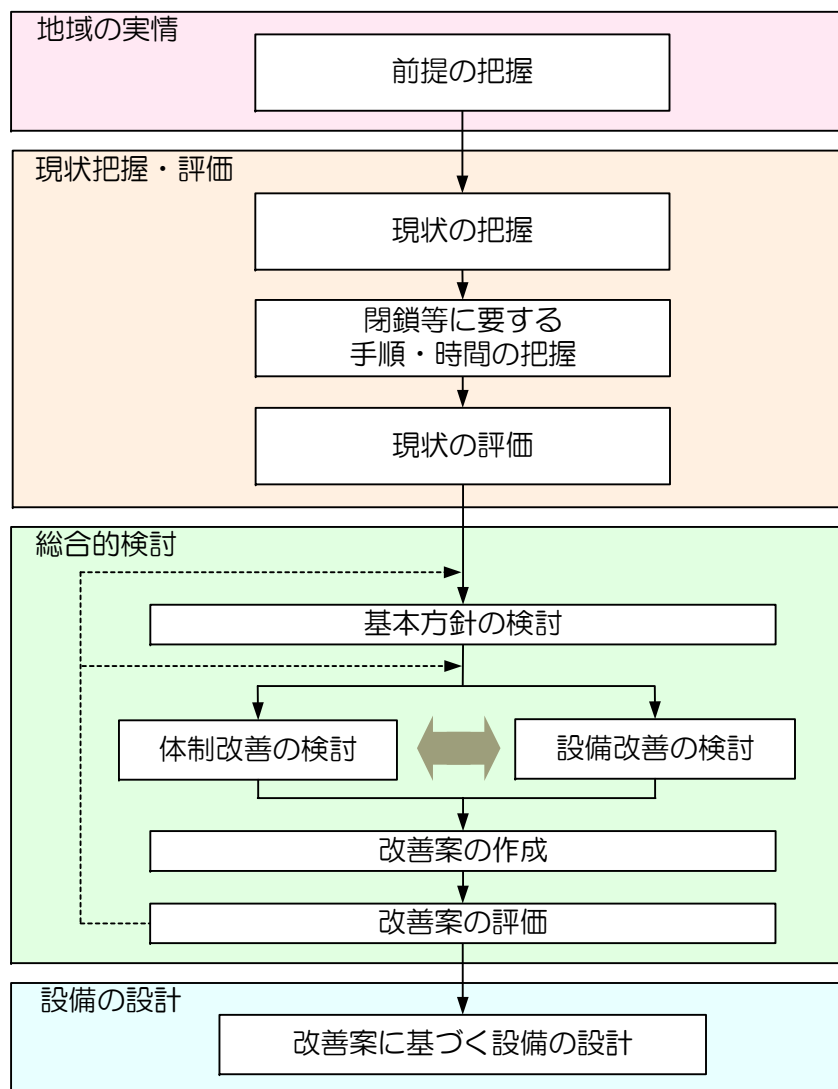 地域の実情
前提の把握
現状把握・評価
現状の把握
閉鎖等に要する
手順・時間の把握
現状の評価
総合的検討
基本方針の検討
体制改善の検討
設備改善の検討
改善案の作成
改善案の評価
設備の設計
改善案に基づく設備の設計